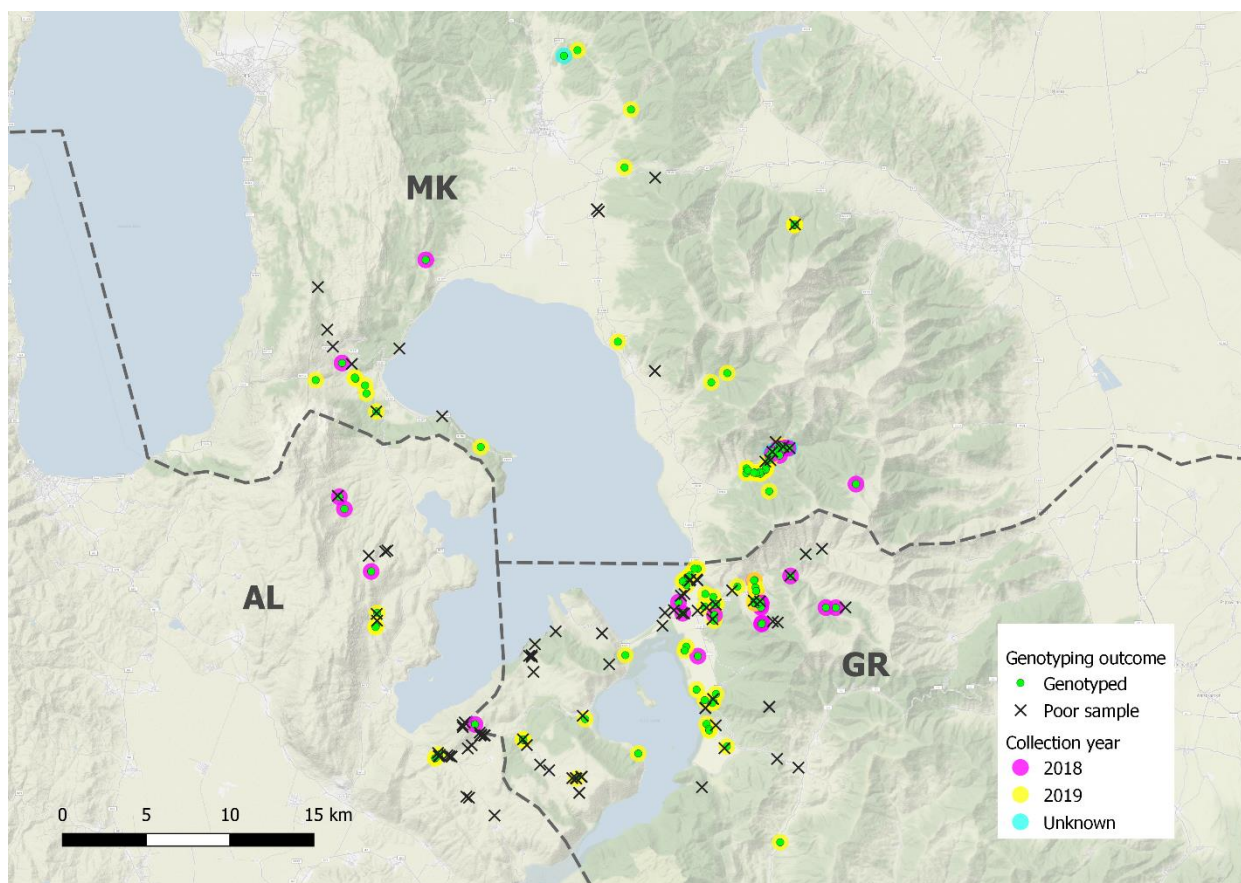 MK
AL
GR
0 5 10 15 km
Genotyping outcome
Genotyped
Poor sample
Collection year
2018
2019
Unknown